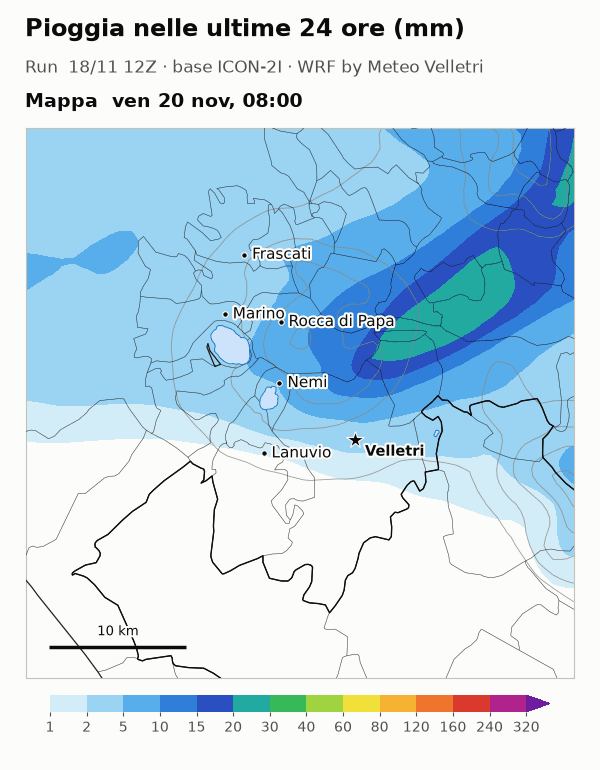 Pioggia nelle ultime 24 ore (mm)
Run  18/11 12Z · base ICON-2I · WRF by Meteo Velletri
Mappa  ven 20 nov, 08:00
Frascati
Marino
Rocca di Papa
Nemi
Velletri
Lanuvio
10 km
1 2 5 10 15 20 30 40 60 80 120 160 240 320